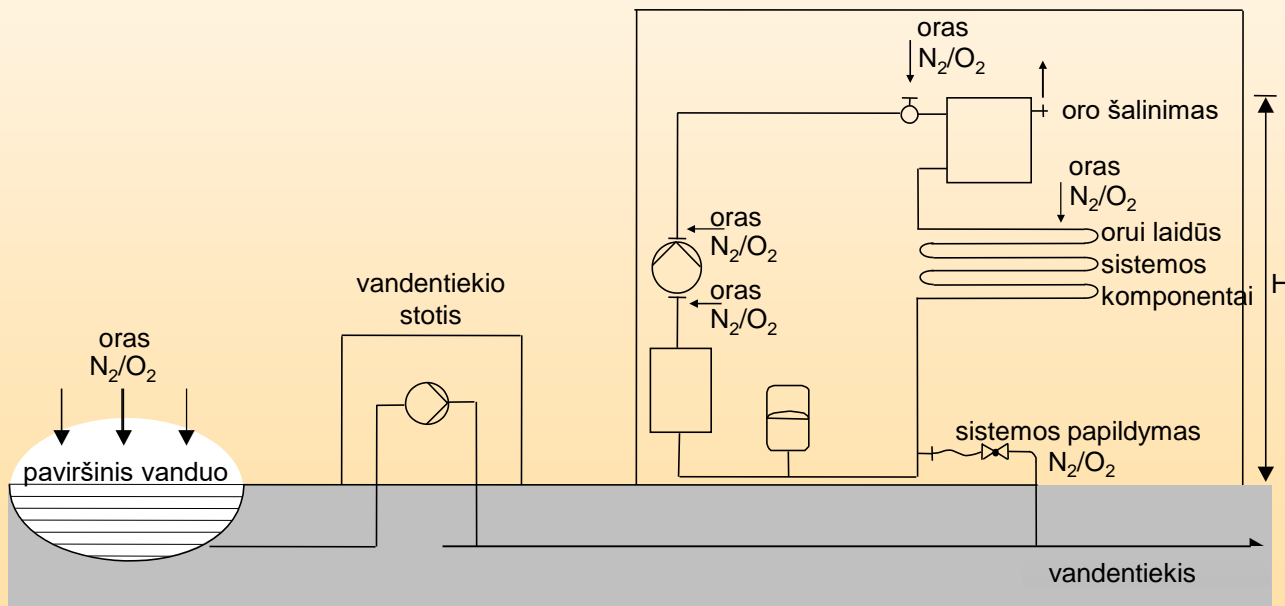 oras
N₂/O₂
oro šalinimas
oras
N₂/O₂
oras
N₂/O₂
orui laidūs
sistemos
komponentai
H
oras
N₂/O₂
vandentiekio
stotis
oras
N₂/O₂
paviršinis vanduo
sistemos papildymas
N₂/O₂
vandentiekis